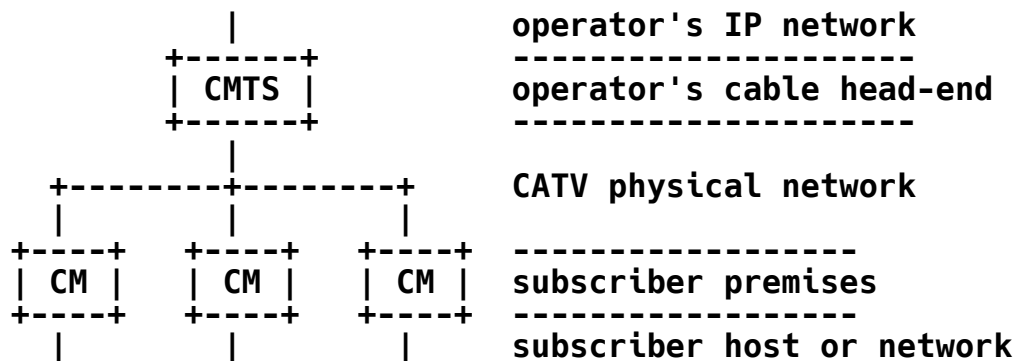 operator's IP network
CMTS operator's cable head-end
CATV physical network
CM CM CM subscriber premises
subscriber host or network